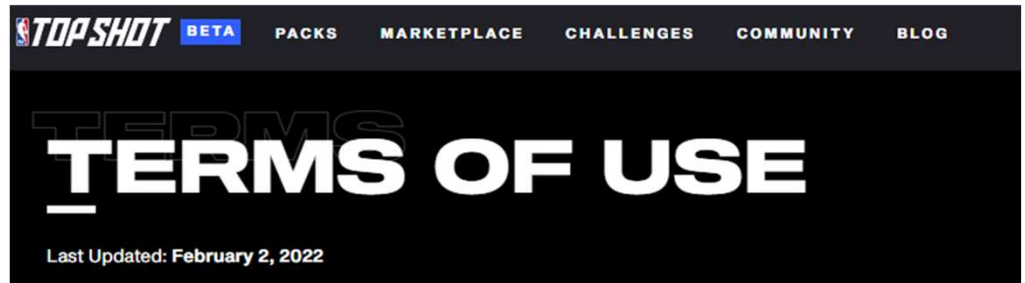 TOP SHOT BETA PACKS MARKETPLACE CHALLENGES COMMUNITY BLOG
TERMS
TERMS OF USE
Last Updated: February 2, 2022